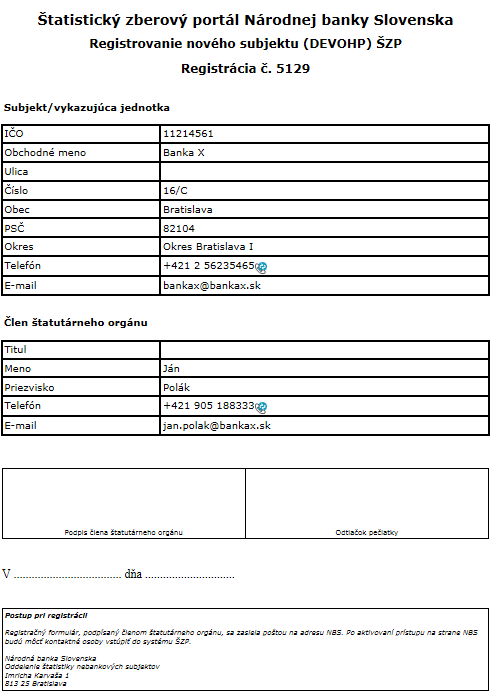 Štatistický zberový portál Národnej banky Slovenska
Registrovanie nového subjektu (DEVOHP) ŠZP
Registrácia č. 5129
Subjekt/vykazujúca jednotka
IČO 11214561
Obchodné meno Banka X
Ulica
Číslo 16/C
Obec Bratislava
PSČ 82104
Okres Okres Bratislava I
Telefón +421 2 56235465
E-mail bankax@bankax.sk
Člen štatutárneho orgánu
Titul
Meno Ján
Priezvisko Polák
Telefón +421 905 188333
E-mail jan.polak@bankax.sk
Podpis člena štatutárneho orgánu Odtlačok pečiatky
V ..................................... dňa ...............................
Postup pri registrácii
Registračný formulár, podpísaný členom štatutárneho orgánu, sa zasiela poštou na adresu NBS. Po aktivovaní prístupu na strane NBS
budú môcť kontaktné osoby vstúpiť do systému ŠZP.
Národná banka Slovenska
Oddelenie štatistiky nebankových subjektov
Imricha Karvaša 1
813 25 Bratislava